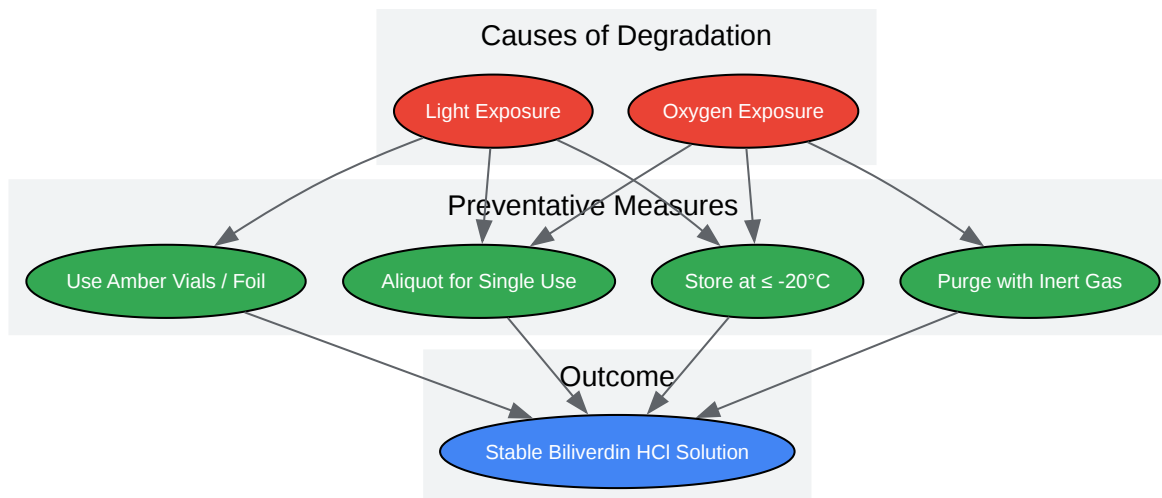 Causes of Degradation
Light Exposure
Oxygen Exposure
Preventative Measures
Use Amber Vials / Foil
Aliquot for Single Use
Store at ≤ -20°C
Purge with Inert Gas
Outcome
Stable Biliverdin HCl Solution